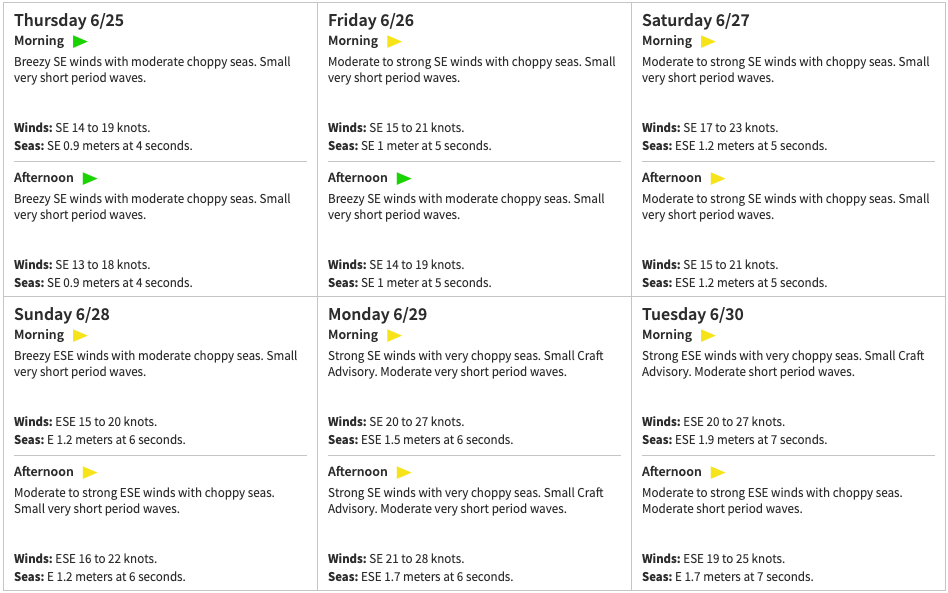 Thursday 6/25
Morning
Breezy SE winds with moderate choppy seas. Small
very short period waves.
Winds: SE 14 to 19 knots.
Seas: SE 0.9 meters at 4 seconds.
Afternoon
Breezy SE winds with moderate choppy seas. Small
very short period waves.
Winds: SE 13 to 18 knots.
Seas: SE 0.9 meters at 4 seconds.
Friday 6/26
Morning
Moderate to strong SE winds with choppy seas. Small
very short period waves.
Winds: SE 15 to 21 knots.
Seas: SE 1 meter at 5 seconds.
Afternoon
Breezy SE winds with moderate choppy seas. Small
very short period waves.
Winds: SE 14 to 19 knots.
Seas: SE 1 meter at 5 seconds.
Saturday 6/27
Morning
Moderate to strong SE winds with choppy seas. Small
very short period waves.
Winds: SE 17 to 23 knots.
Seas: ESE 1.2 meters at 5 seconds.
Afternoon
Moderate to strong SE winds with choppy seas. Small
very short period waves.
Winds: SE 15 to 21 knots.
Seas: ESE 1.2 meters at 5 seconds.
Sunday 6/28
Morning
Breezy ESE winds with moderate choppy seas. Small
very short period waves.
Winds: ESE 15 to 20 knots.
Seas: E 1.2 meters at 6 seconds.
Afternoon
Moderate to strong ESE winds with choppy seas.
Small very short period waves.
Winds: ESE 16 to 22 knots.
Seas: E 1.2 meters at 6 seconds.
Monday 6/29
Morning
Strong SE winds with very choppy seas. Small Craft
Advisory. Moderate very short period waves.
Winds: SE 20 to 27 knots.
Seas: ESE 1.5 meters at 6 seconds.
Afternoon
Strong SE winds with very choppy seas. Small Craft
Advisory. Moderate very short period waves.
Winds: SE 21 to 28 knots.
Seas: ESE 1.7 meters at 6 seconds.
Tuesday 6/30
Morning
Strong ESE winds with very choppy seas. Small Craft
Advisory. Moderate short period waves.
Winds: ESE 20 to 27 knots.
Seas: ESE 1.9 meters at 7 seconds.
Afternoon
Moderate to strong ESE winds with choppy seas.
Moderate short period waves.
Winds: ESE 19 to 25 knots.
Seas: E 1.7 meters at 7 seconds.